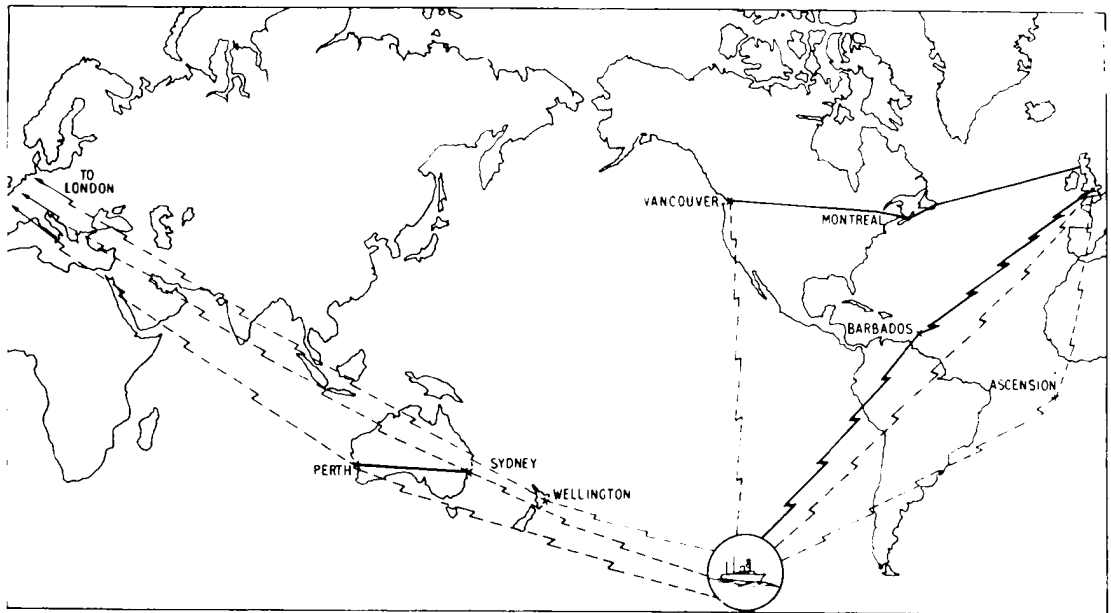 TO
LONDON
VANCOUVER
MONTREAL
BARBADOS
ASCENSION
PERTH
SYDNEY
WELLINGTON